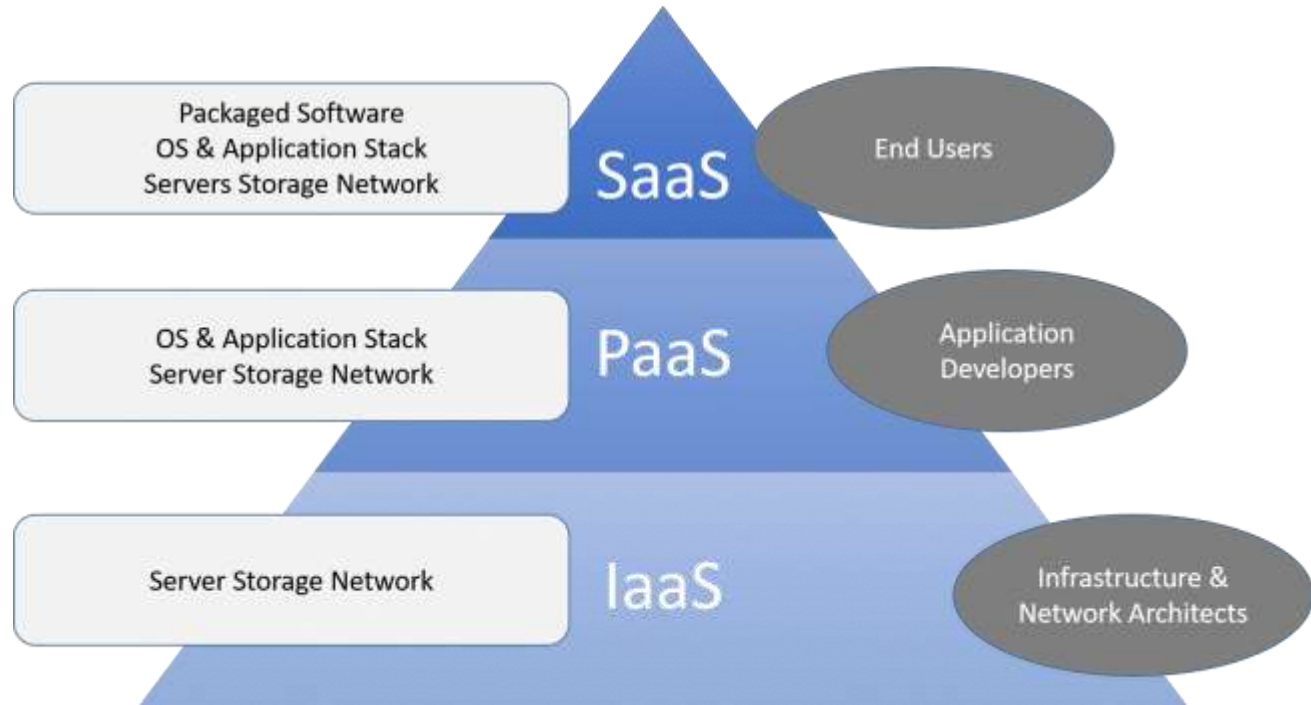 Packaged Software
OS & Application Stack
Servers Storage Network
SaaS
End Users
OS & Application Stack
Server Storage Network
PaaS
Application
Developers
Server Storage Network
IaaS
Infrastructure &
Network Architects